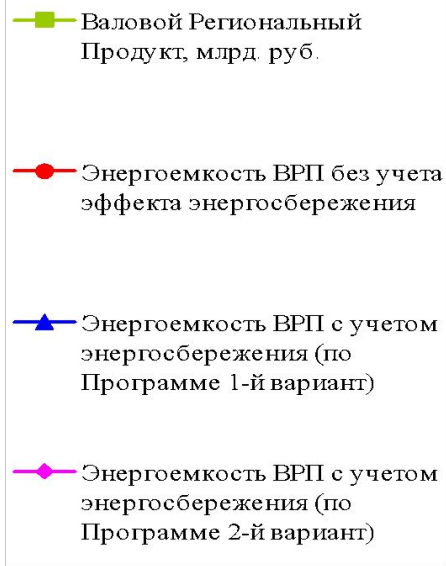 Валовой Региональный
Продукт, млрд. руб.
Энергоемкость ВРП без учета
эффекта энергосбережения
Энергоемкость ВРП с учетом
энергосбережения (по
Программе 1-й вариант)
Энергоемкость ВРП с учетом
энергосбережения (по
Программе 2-й вариант)